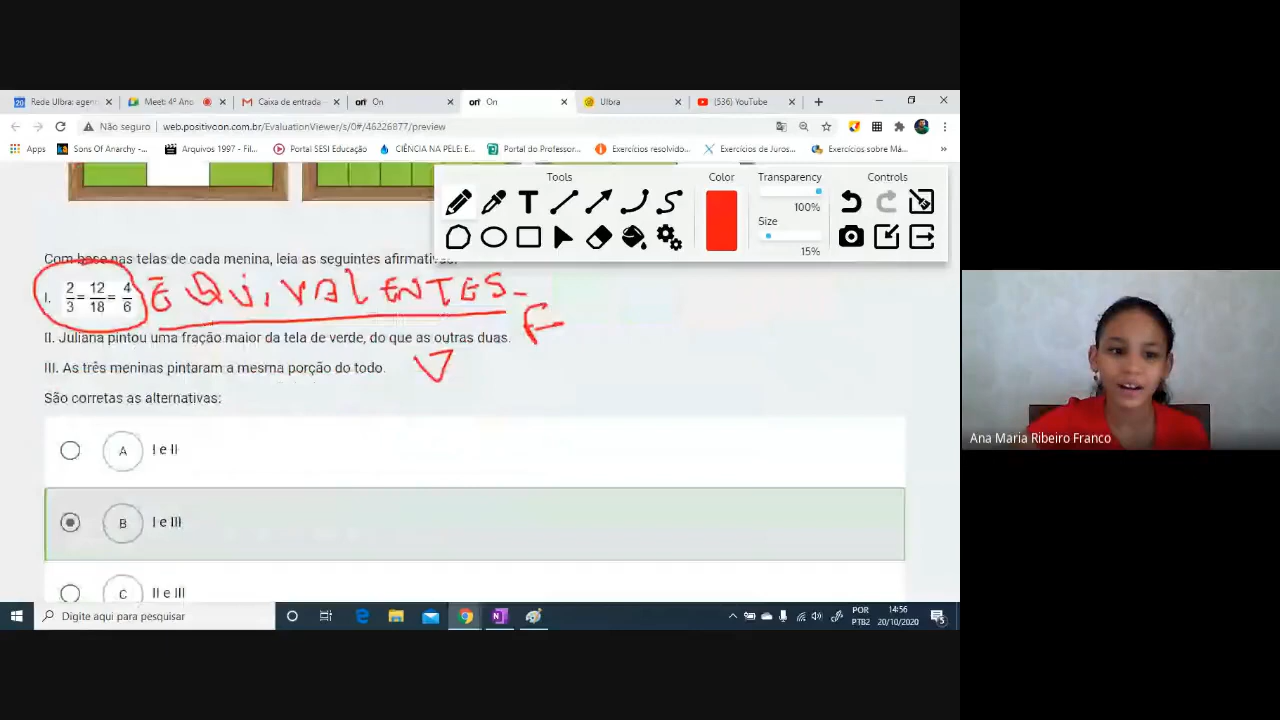 Rede Ulbra: agen
Meet: 4º Ano
Caixa de entrada
On
On
Ulbra
(536) YouTube
Não seguro
web.positivoon.com.br/EvaluationViewer/s/0#/46226877/preview
Apps
Sons Of Anarchy -...
Arquivos 1997 - Fil...
Portal SESI Educação
CIÊNCIA NA PELE: E...
Portal do Professor...
Exercícios resolvido...
Exercícios de Juros...
Exercícios sobre Má...
Tools
Color
Transparency
Controls
100%
Size
15%
Com base nas telas de cada menina, leia as seguintes afirmativas:
I. 2/3 = 12/18 = 4/6 EQUIVALENTES
II. Juliana pintou uma fração maior da tela de verde, do que as outras duas. F
III. As três meninas pintaram a mesma porção do todo. V
São corretas as alternativas:
A I e II
B I e III
C II e III
Ana Maria Ribeiro Franco
Digite aqui para pesquisar
POR
PTB2
14:56
20/10/2020
5